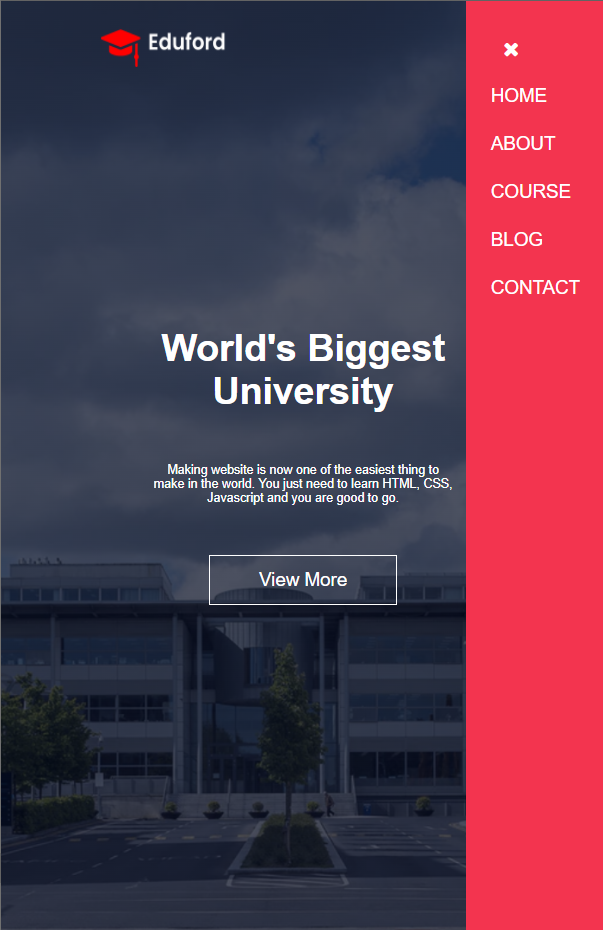 Eduford
HOME
ABOUT
COURSE
BLOG
CONTACT
World's Biggest
University
Making website is now one of the easiest thing to
make in the world. You just need to learn HTML, CSS,
Javascript and you are good to go.
View More